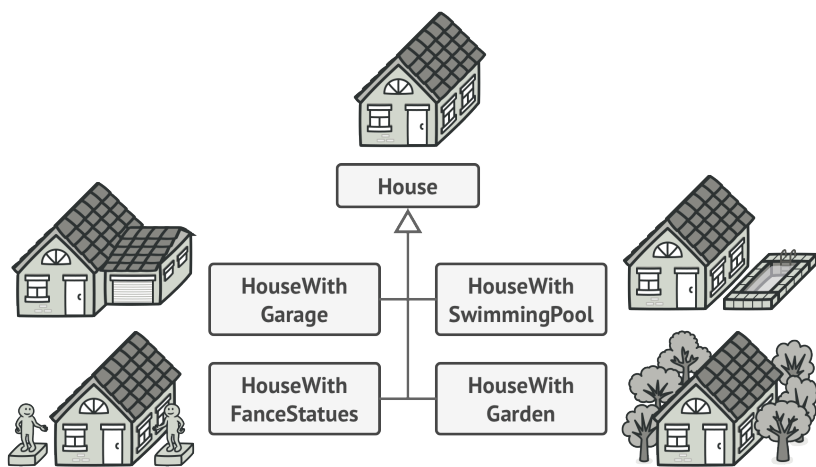 House
HouseWith
Garage
HouseWith
SwimmingPool
HouseWith
FanceStatues
HouseWith
Garden